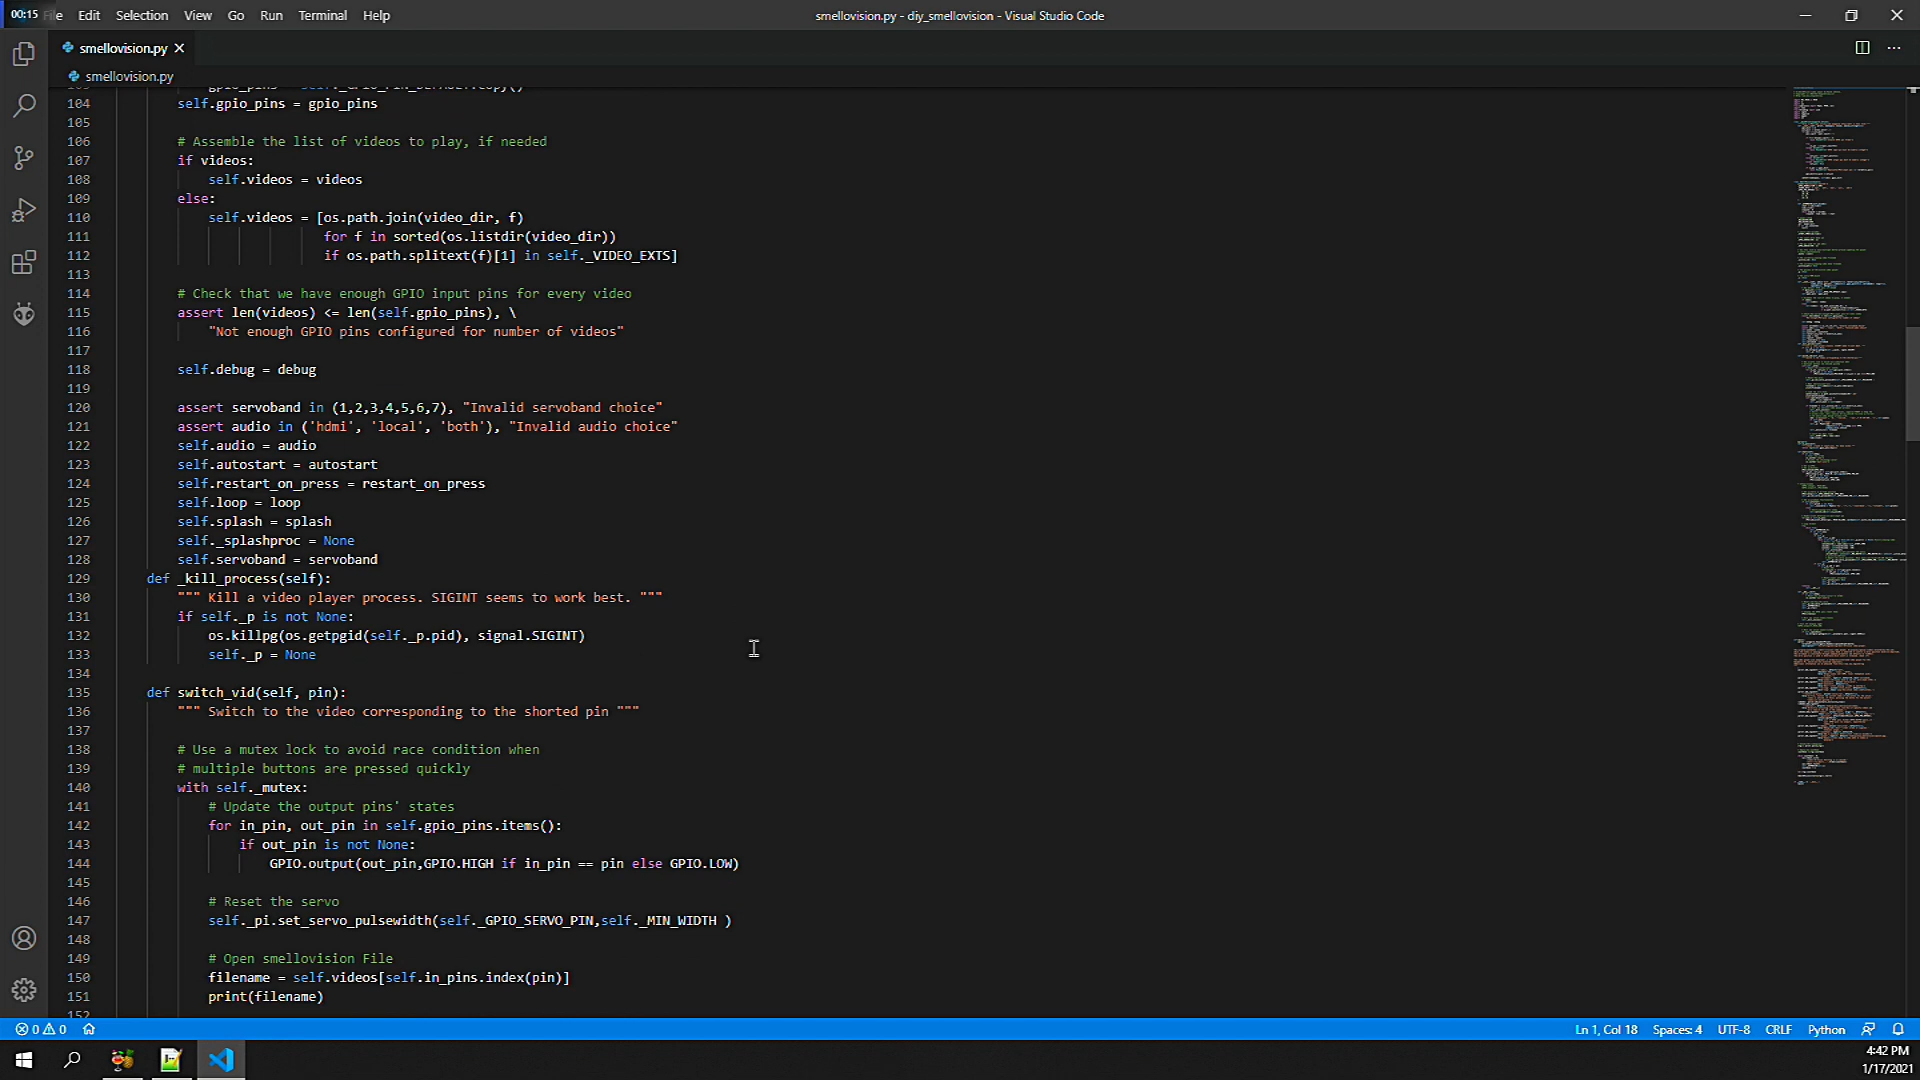 00:15 File Edit Selection View Go Run Terminal Help
smellovision.py - diy_smellovision - Visual Studio Code
smellovision.py
smellovision.py
104 self.gpio_pins = gpio_pins
105
106 # Assemble the list of videos to play, if needed
107 if videos:
108 self.videos = videos
109 else:
110 self.videos = [os.path.join(video_dir, f)
111 for f in sorted(os.listdir(video_dir))
112 if os.path.splitext(f)[1] in self._VIDEO_EXTS]
113
114 # Check that we have enough GPIO input pins for every video
115 assert len(videos) <= len(self.gpio_pins), \
116 "Not enough GPIO pins configured for number of videos"
117
118 self.debug = debug
119
120 assert servoband in (1,2,3,4,5,6,7), "Invalid servoband choice"
121 assert audio in ('hdmi', 'local', 'both'), "Invalid audio choice"
122 self.audio = audio
123 self.autostart = autostart
124 self.restart_on_press = restart_on_press
125 self.loop = loop
126 self.splash = splash
127 self._splashproc = None
128 self.servoband = servoband
129 def _kill_process(self):
130 """ Kill a video player process. SIGINT seems to work best. """
131 if self._p is not None:
132 os.killpg(os.getpgid(self._p.pid), signal.SIGINT)
133 self._p = None
134
135 def switch_vid(self, pin):
136 """ Switch to the video corresponding to the shorted pin """
137
138 # Use a mutex lock to avoid race condition when
139 # multiple buttons are pressed quickly
140 with self._mutex:
141 # Update the output pins' states
142 for in_pin, out_pin in self.gpio_pins.items():
143 if out_pin is not None:
144 GPIO.output(out_pin,GPIO.HIGH if in_pin == pin else GPIO.LOW)
145
146 # Reset the servo
147 self._pi.set_servo_pulsewidth(self._GPIO_SERVO_PIN,self._MIN_WIDTH )
148
149 # Open smellovision File
150 filename = self.videos[self.in_pins.index(pin)]
151 print(filename)
152
0 0
Ln 1, Col 18 Spaces: 4 UTF-8 CRLF Python
4:42 PM
1/17/2021